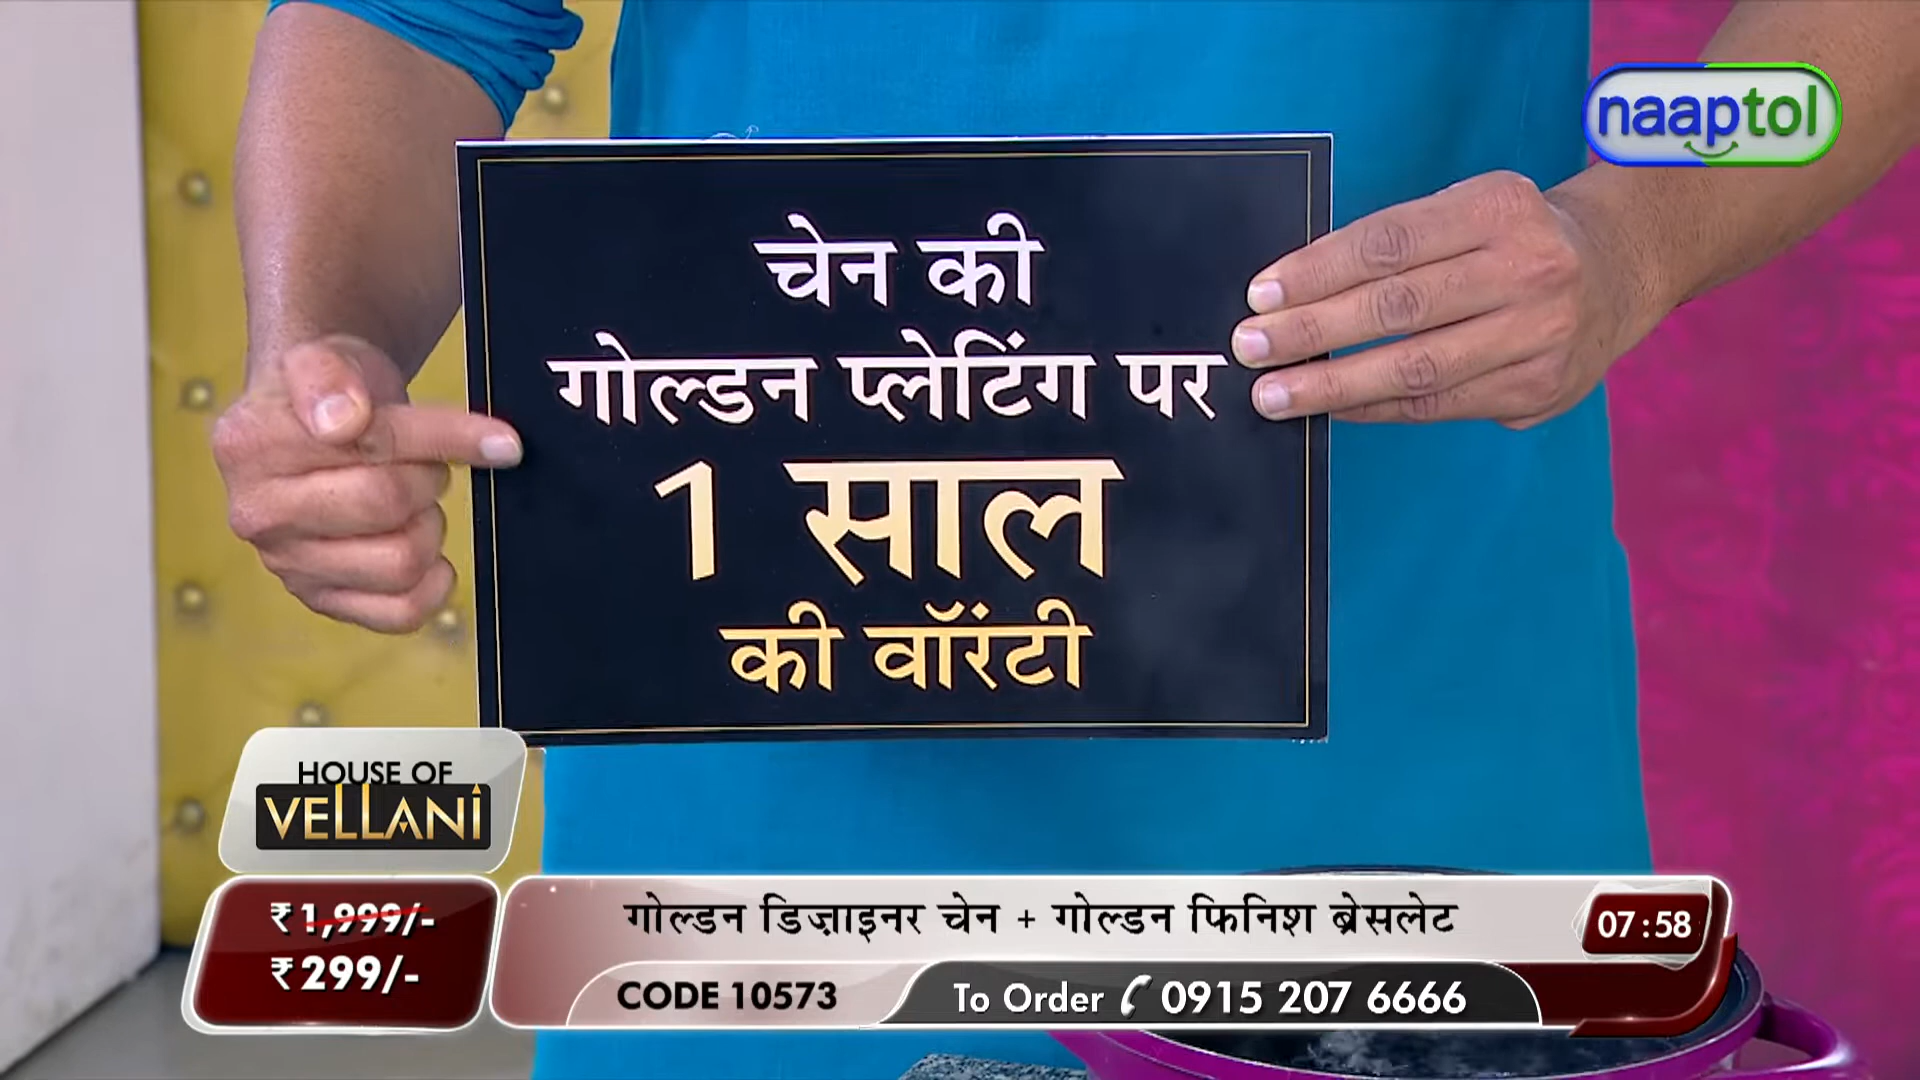 naaptol
चेन की
गोल्डन प्लेटिंग पर
1 साल
की वॉरंटी
HOUSE OF
VELLANI
₹ 1,999/-
₹ 299/-
गोल्डन डिज़ाइनर चेन + गोल्डन फिनिश ब्रेसलेट
07:58
CODE 10573
To Order 0915 207 6666